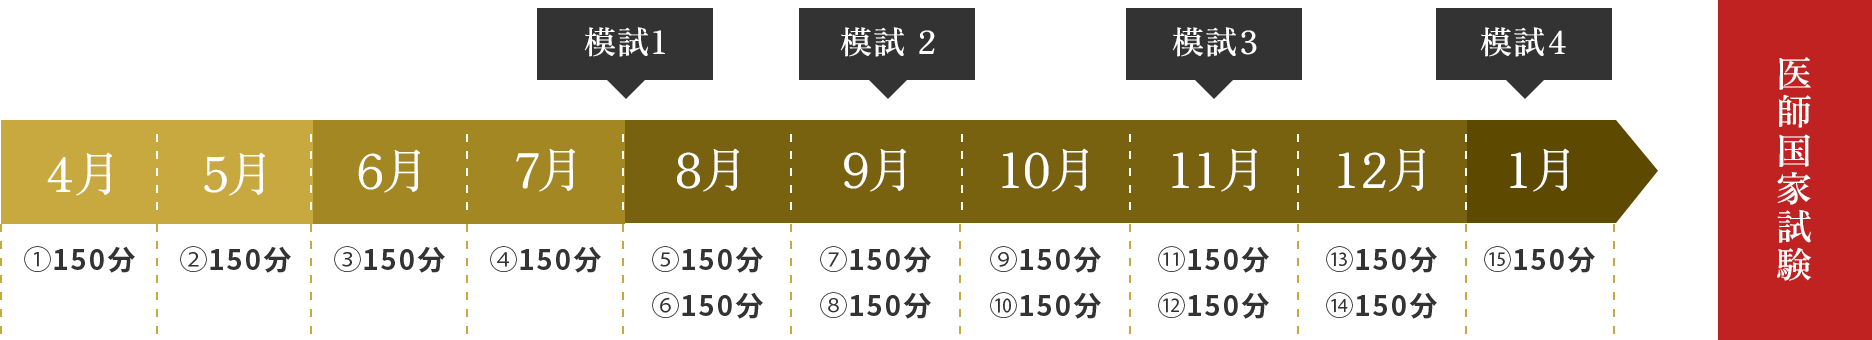 模試1
模試 2
模試3
模試4
4月
5月
6月
7月
8月
9月
10月
11月
12月
1月
①150分
②150分
③150分
④150分
⑤150分
⑥150分
⑦150分
⑧150分
⑨150分
⑩150分
⑪150分
⑫150分
⑬150分
⑭150分
⑮150分
医師国家試験